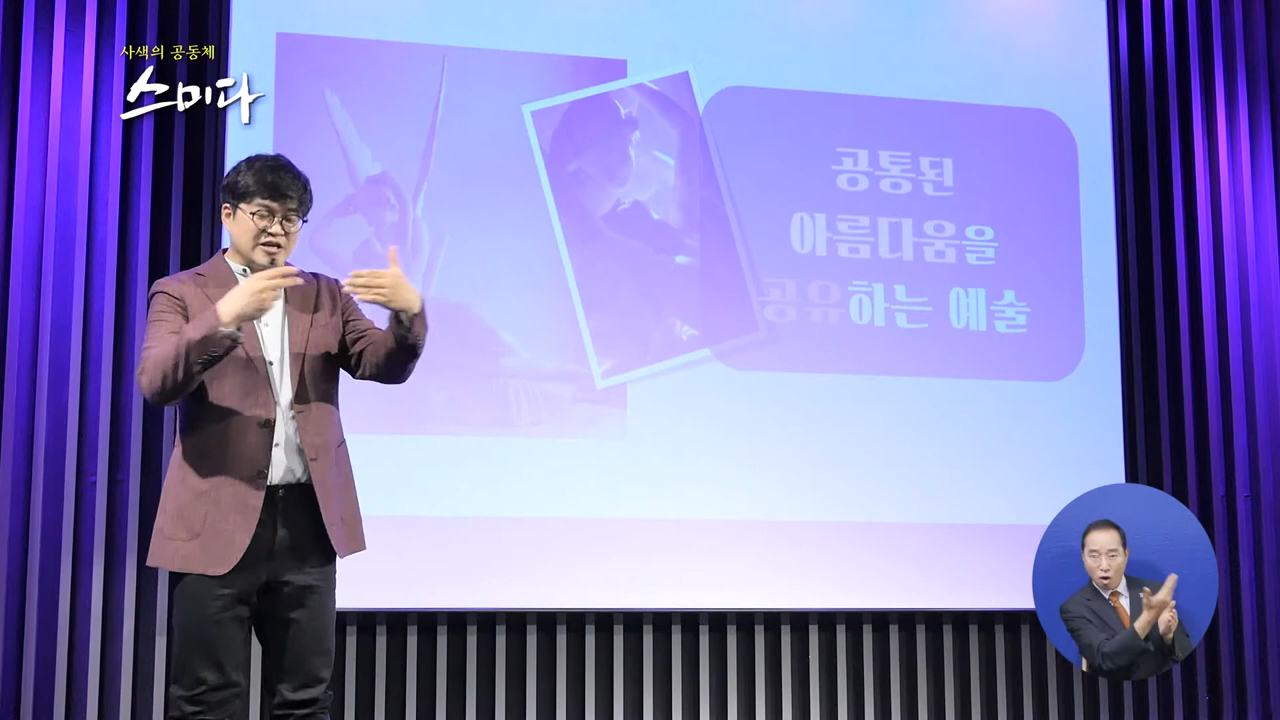 사색의 공동체
스미다
공통된
아름다움을
공유하는 예술